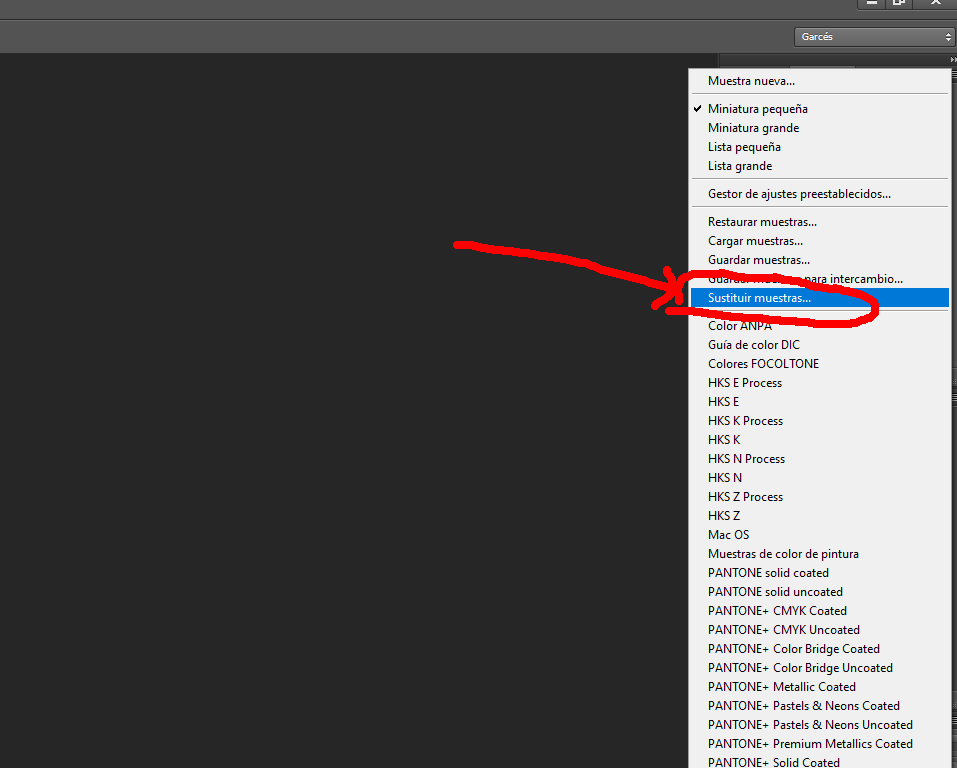 Garcés
Muestra nueva...
Miniatura pequeña
Miniatura grande
Lista pequeña
Lista grande
Gestor de ajustes preestablecidos...
Restaurar muestras...
Cargar muestras...
Guardar muestras...
Guardar muestras para intercambio...
Sustituir muestras...
Color ANPA
Guía de color DIC
Colores FOCOLTONE
HKS E Process
HKS E
HKS K Process
HKS K
HKS N Process
HKS N
HKS Z Process
HKS Z
Mac OS
Muestras de color de pintura
PANTONE solid coated
PANTONE solid uncoated
PANTONE+ CMYK Coated
PANTONE+ CMYK Uncoated
PANTONE+ Color Bridge Coated
PANTONE+ Color Bridge Uncoated
PANTONE+ Metallic Coated
PANTONE+ Pastels & Neons Coated
PANTONE+ Pastels & Neons Uncoated
PANTONE+ Premium Metallics Coated
PANTONE+ Solid Coated